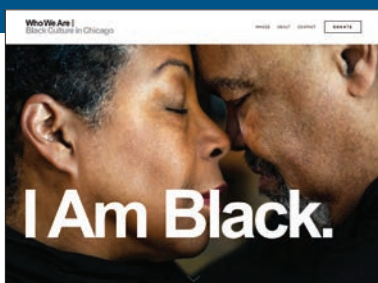 Who We Are |
Black Culture in Chicago
IMAGES ABOUT CONTACT DONATE
I Am Black.